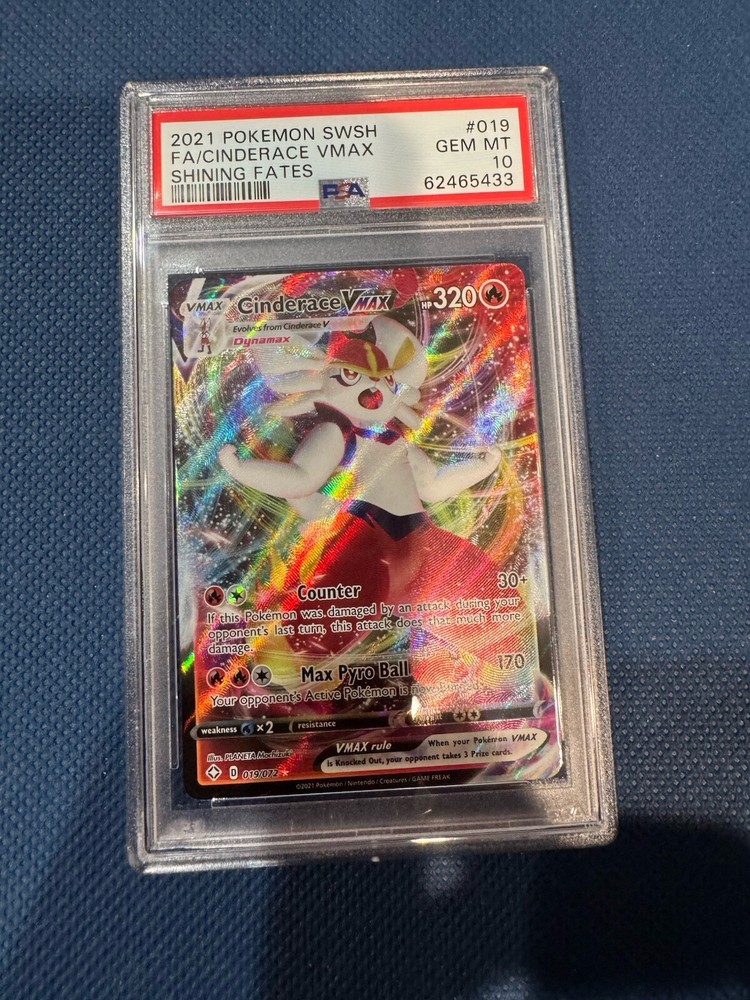 2021 POKEMON SWSH #019
FA/CINDERACE VMAX GEM MT
SHINING FATES 10
PSA 62465433
VMAX Cinderace VMAX HP 320
Evolves from Cinderace V
Dynamax
Counter 30+
If this Pokémon was damaged by an attack during your
opponent's last turn, this attack does that much more
damage.
Max Pyro Ball 170
Your opponent's Active Pokémon is now
weakness ×2 resistance
VMAX rule When your Pokémon VMAX
is Knocked Out, your opponent takes 3 Prize cards.
Illus. PLANETA Mochizuki
D 019/072
©2021 Pokémon / Nintendo / Creatures / GAME FREAK